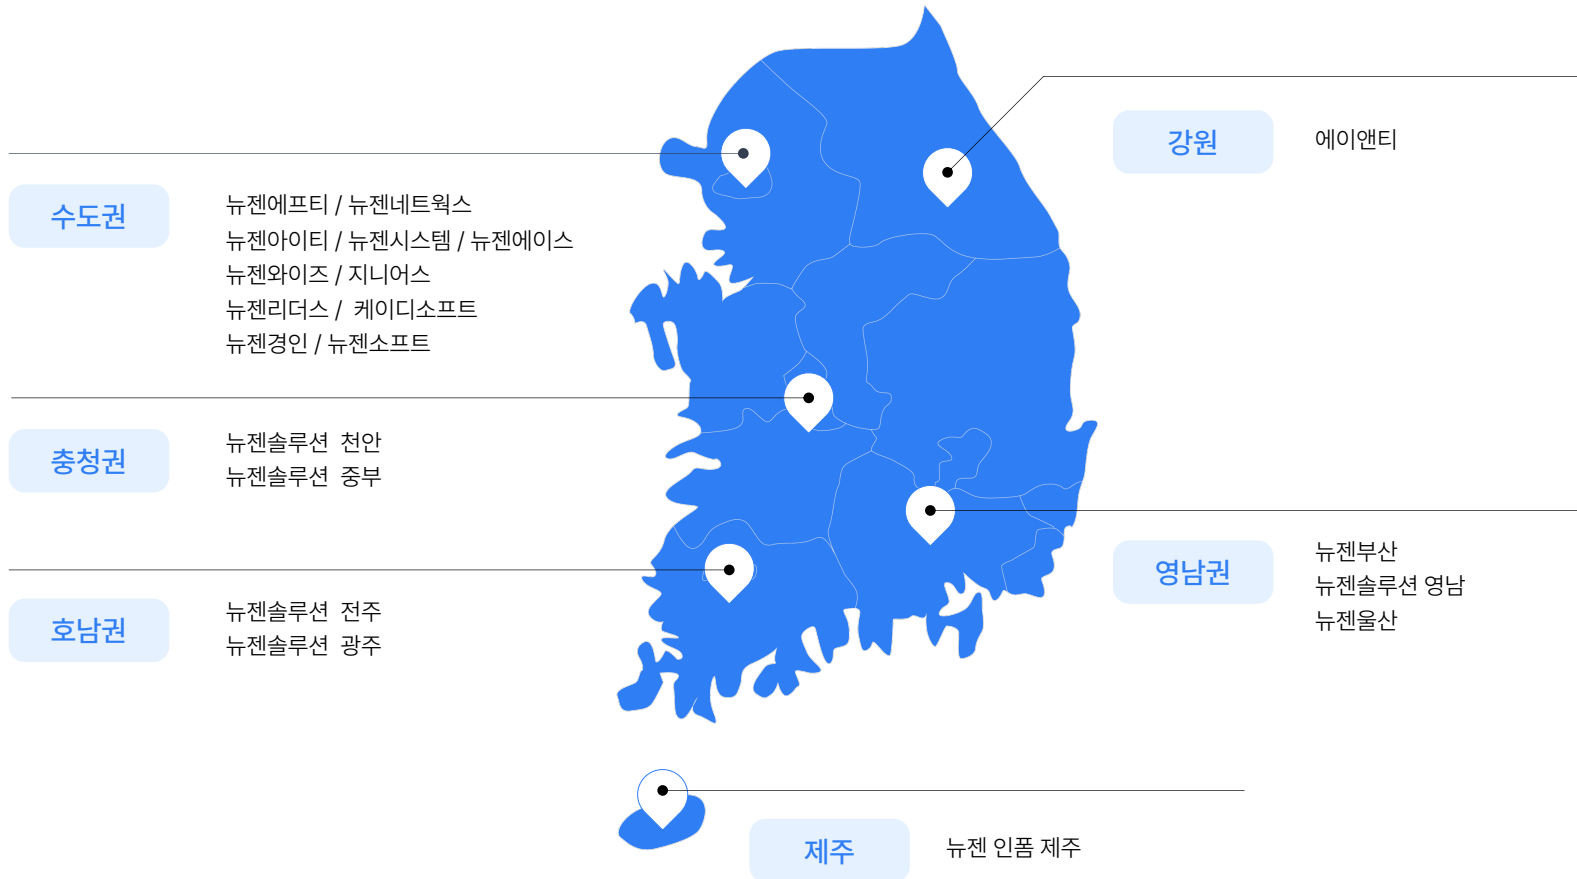 수도권
뉴젠에프티 / 뉴젠네트웍스
뉴젠아이티 / 뉴젠시스템 / 뉴젠에이스
뉴젠와이즈 / 지니어스
뉴젠리더스 / 케이디소프트
뉴젠경인 / 뉴젠소프트
충청권
뉴젠솔루션 천안
뉴젠솔루션 중부
호남권
뉴젠솔루션 전주
뉴젠솔루션 광주
강원
에이앤티
영남권
뉴젠부산
뉴젠솔루션 영남
뉴젠울산
제주
뉴젠 인폼 제주